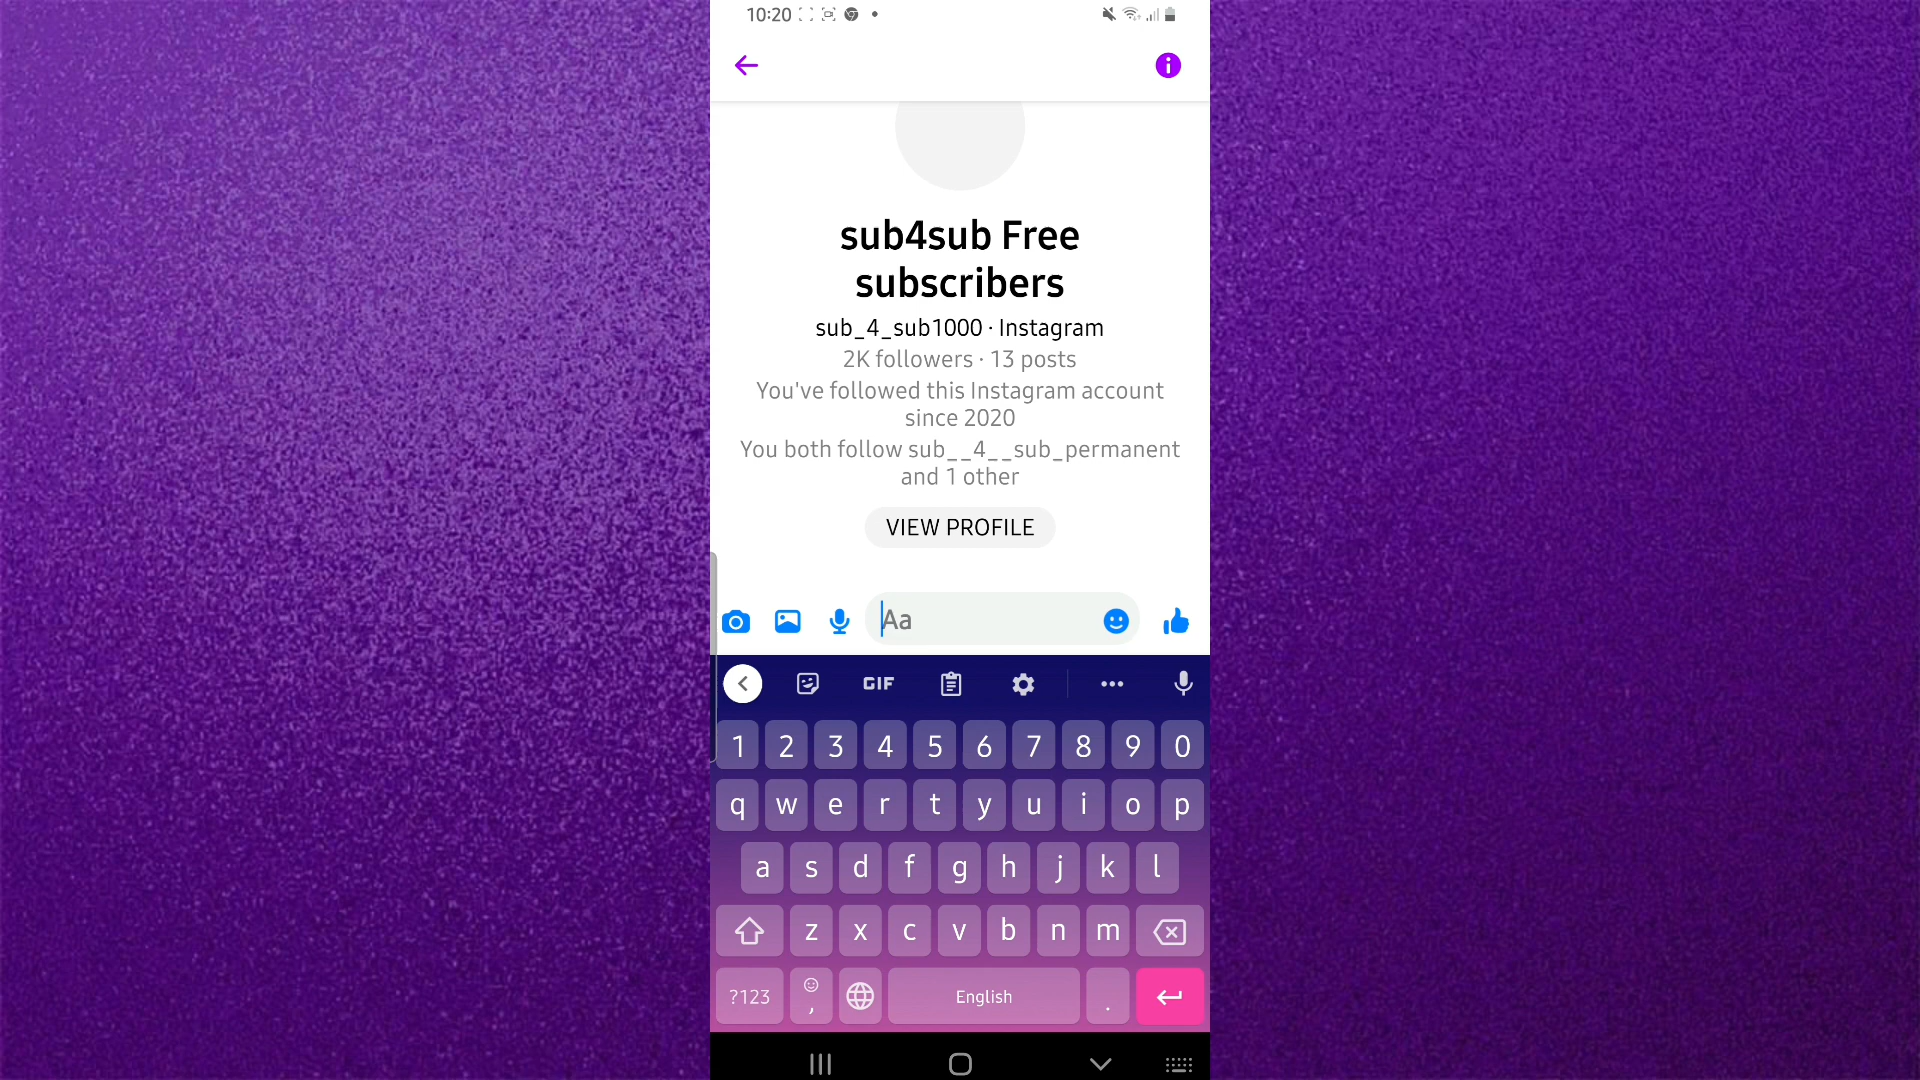 10:20
sub4sub Free
subscribers
sub_4_sub1000 · Instagram
2K followers · 13 posts
You've followed this Instagram account
since 2020
You both follow sub__4__sub_permanent
and 1 other
VIEW PROFILE
Aa
GIF
1 2 3 4 5 6 7 8 9 0
q w e r t y u i o p
a s d f g h j k l
z x c v b n m
?123 , English .